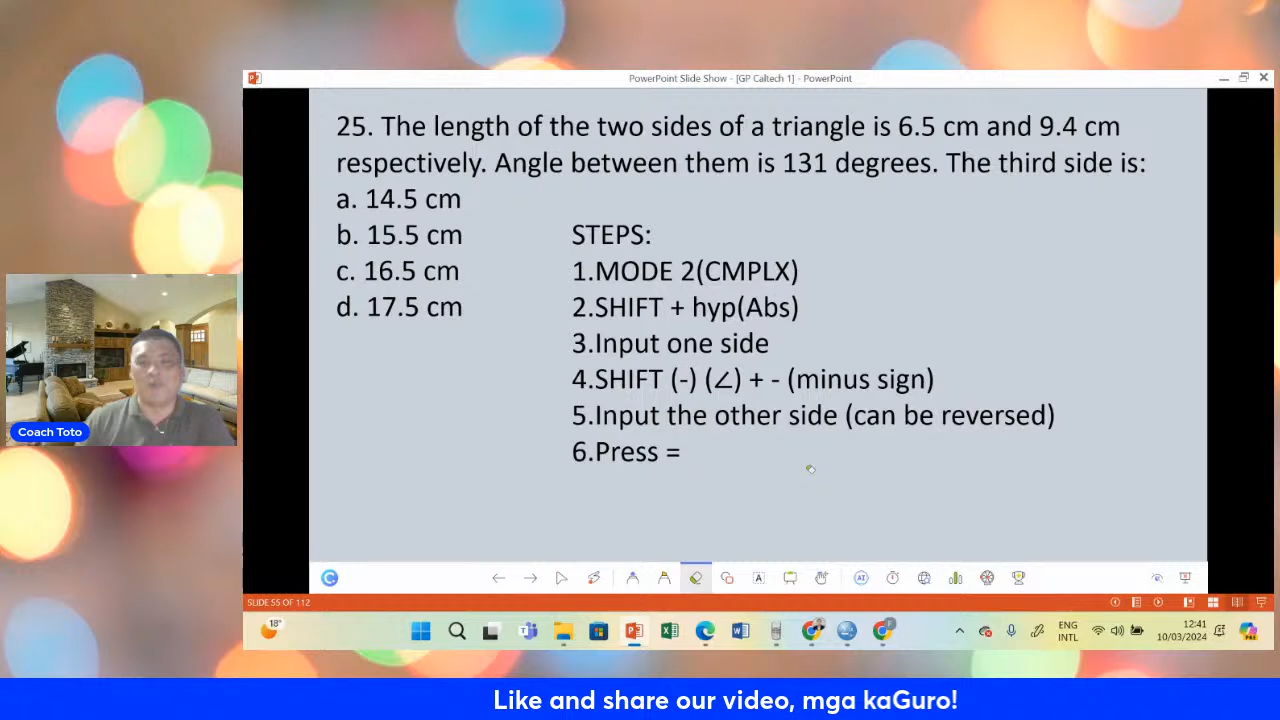 PowerPoint Slide Show - [GP Caltech 1] - PowerPoint
25. The length of the two sides of a triangle is 6.5 cm and 9.4 cm
respectively. Angle between them is 131 degrees. The third side is:
a. 14.5 cm
b. 15.5 cm
c. 16.5 cm
d. 17.5 cm
STEPS:
1.MODE 2(CMPLX)
2.SHIFT + hyp(Abs)
3.Input one side
4.SHIFT (-) (∠) + - (minus sign)
5.Input the other side (can be reversed)
6.Press =
Coach Toto
A
AI
SLIDE 55 OF 112
18°
ENG
INTL
12:41
10/03/2024
Like and share our video, mga kaGuro!